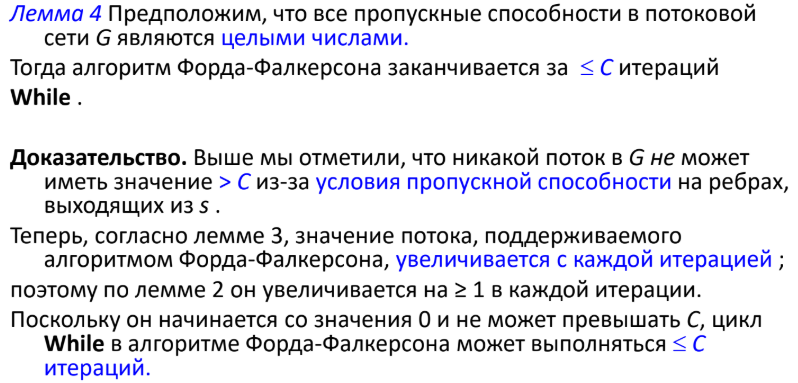 Лемма 4 Предположим, что все пропускные способности в потоковой
сети G являются целыми числами.
Тогда алгоритм Форда-Фалкерсона заканчивается за ≤ C итераций
While .
Доказательство. Выше мы отметили, что никакой поток в G не может
иметь значение > C из-за условия пропускной способности на ребрах,
выходящих из s .
Теперь, согласно лемме 3, значение потока, поддерживаемого
алгоритмом Форда-Фалкерсона, увеличивается с каждой итерацией ;
поэтому по лемме 2 он увеличивается на ≥ 1 в каждой итерации.
Поскольку он начинается со значения 0 и не может превышать C, цикл
While в алгоритме Форда-Фалкерсона может выполняться ≤ C
итераций.